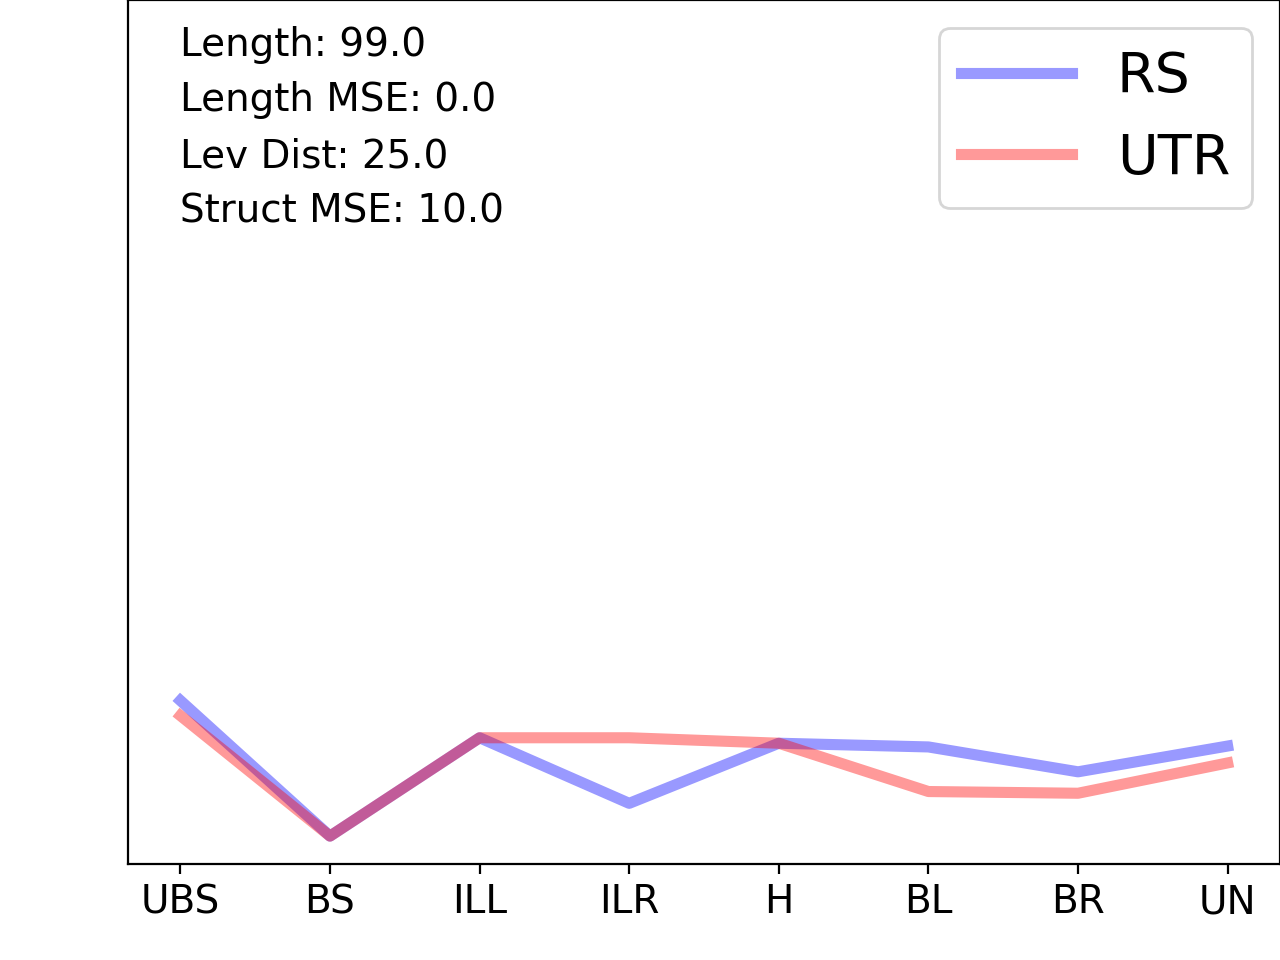 Length: 99.0
Length MSE: 0.0
Lev Dist: 25.0
Struct MSE: 10.0
RS
UTR
UBS BS ILL ILR H BL BR UN